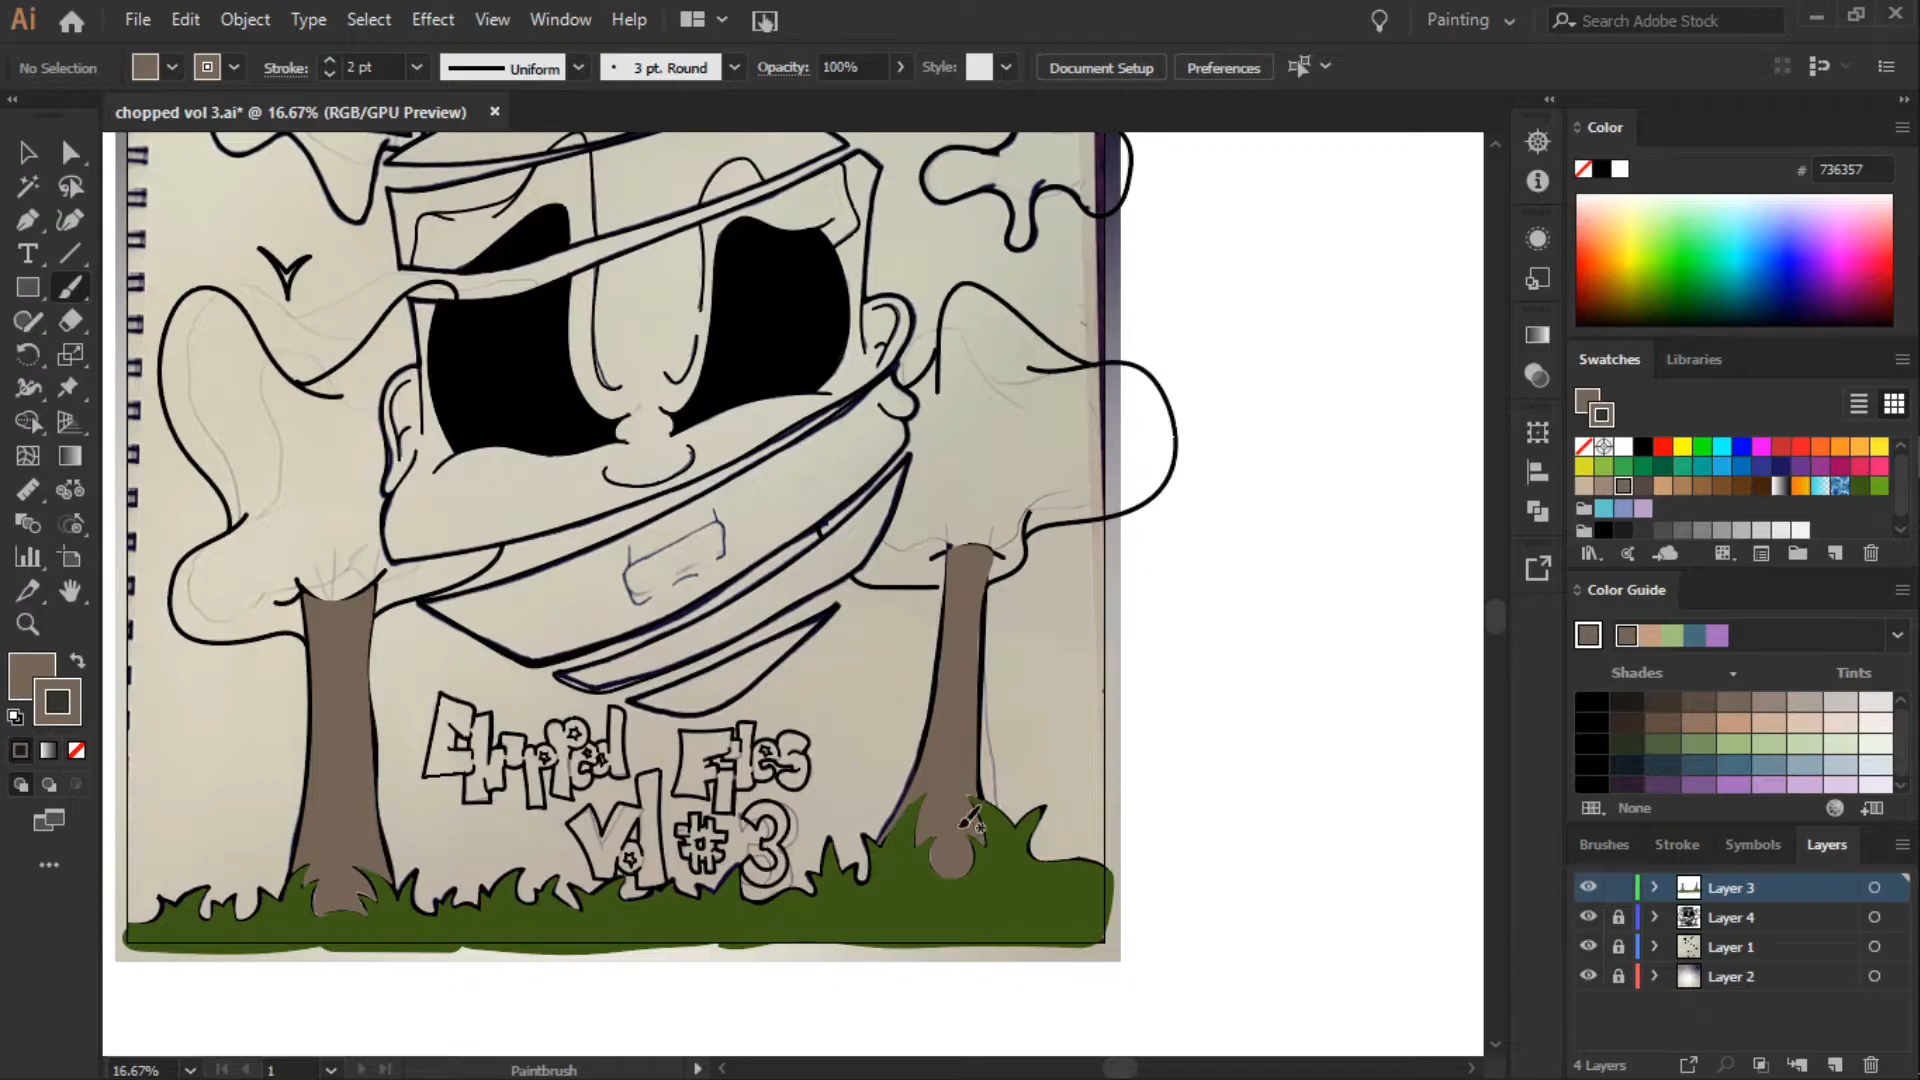 Ai File Edit Object Type Select Effect View Window Help Painting Search Adobe Stock
No Selection Stroke: 2 pt Uniform 3 pt. Round Opacity: 100% Style: Document Setup Preferences
chopped vol 3.ai* @ 16.67% (RGB/GPU Preview)
Color
# 736357
Swatches Libraries
Color Guide
Shades Tints
None
Chopped Files
Vol #3
Brushes Stroke Symbols Layers
Layer 3
Layer 4
Layer 1
Layer 2
4 Layers
16.67% 1 Paintbrush